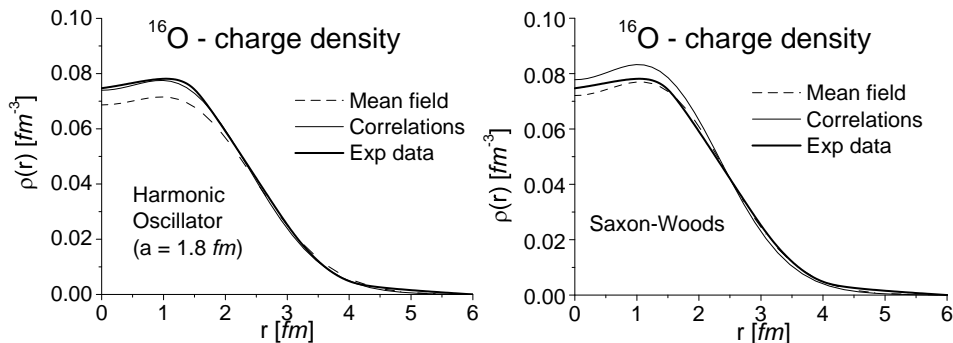 ¹⁶O - charge density
0.10
0.08
0.06
0.04
0.02
0.00
ρ(r) [fm⁻³]
Mean field
Correlations
Exp data
Harmonic
Oscillator
(a = 1.8 fm)
0 1 2 3 4 5 6
r [fm]
¹⁶O - charge density
0.10
0.08
0.06
0.04
0.02
0.00
ρ(r) [fm⁻³]
Mean field
Correlations
Exp data
Saxon-Woods
0 1 2 3 4 5 6
r [fm]